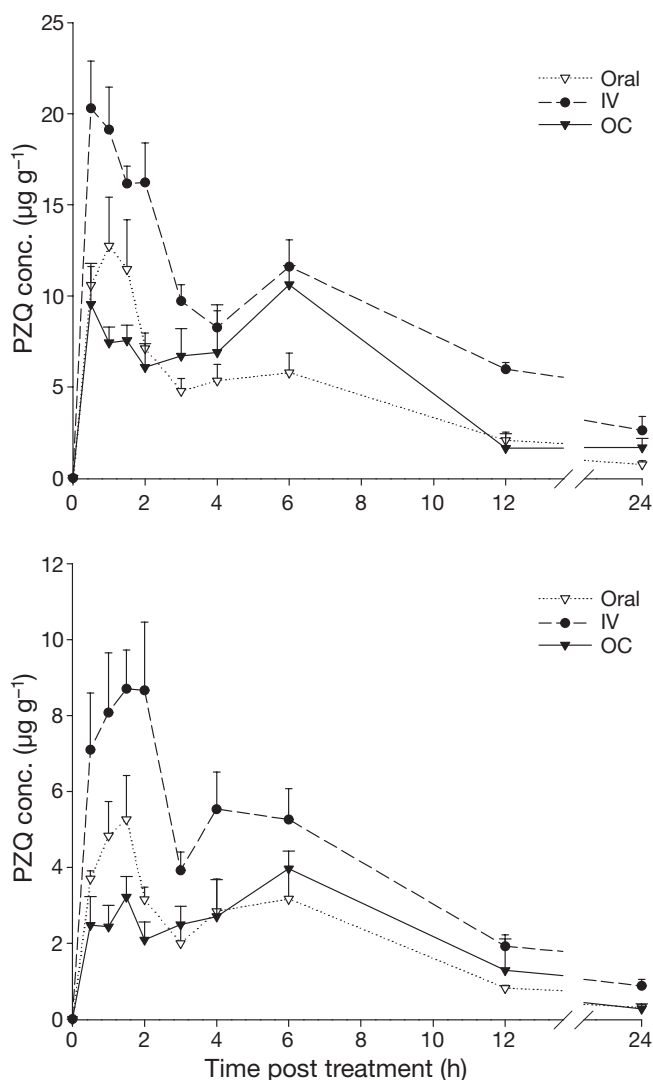 25
20
15
10
5
0
PZQ conc. (µg g⁻¹)
Oral
IV
OC
0 2 4 6 8 10 12 24
12
10
8
6
4
2
0
PZQ conc. (µg g⁻¹)
Oral
IV
OC
0 2 4 6 8 10 12 24
Time post treatment (h)